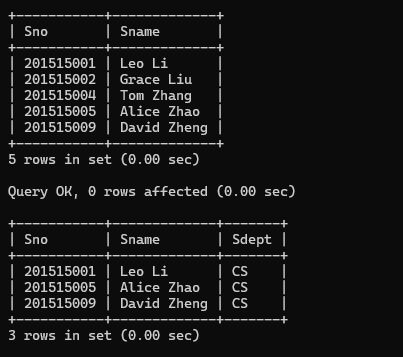 +-----------+-------------+
| Sno       | Sname       |
+-----------+-------------+
| 201515001 | Leo Li      |
| 201515002 | Grace Liu   |
| 201515004 | Tom Zhang   |
| 201515005 | Alice Zhao  |
| 201515009 | David Zheng |
+-----------+-------------+
5 rows in set (0.00 sec)

Query OK, 0 rows affected (0.00 sec)

+-----------+-------------+-------+
| Sno       | Sname       | Sdept |
+-----------+-------------+-------+
| 201515001 | Leo Li      | CS    |
| 201515005 | Alice Zhao  | CS    |
| 201515009 | David Zheng | CS    |
+-----------+-------------+-------+
3 rows in set (0.00 sec)